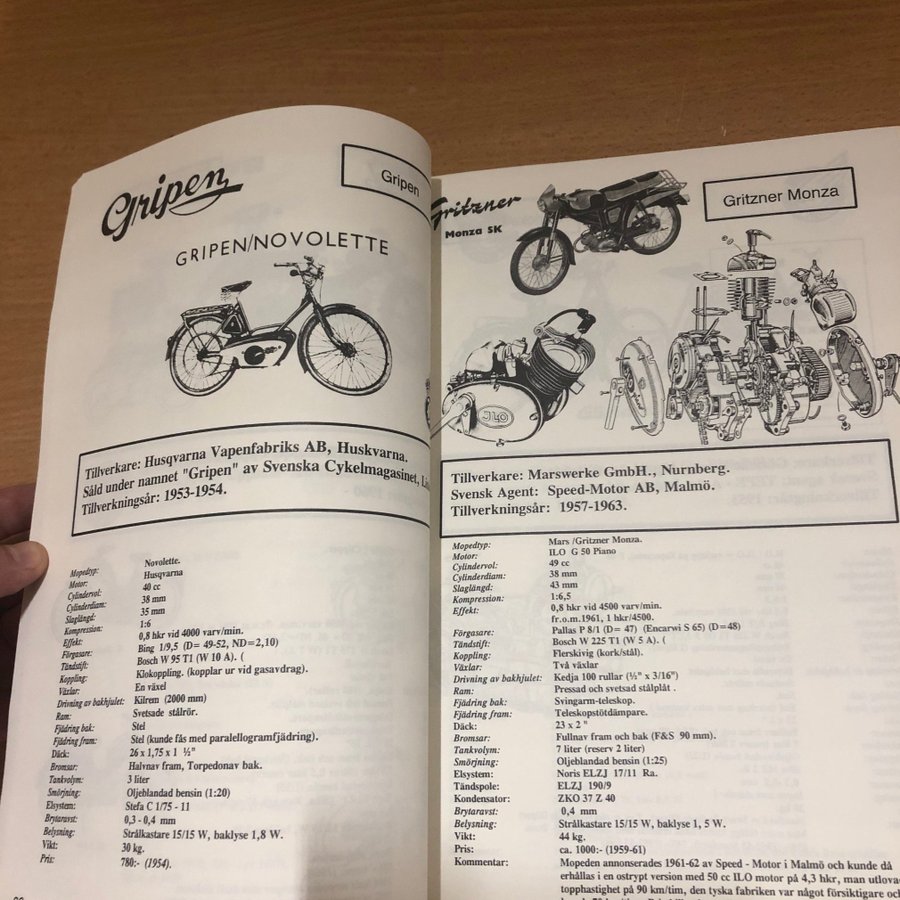 Gripen
Gripen
GRIPEN/NOVOLETTE
Tillverkare: Husqvarna Vapenfabriks AB, Huskvarna.
Såld under namnet "Gripen" av Svenska Cykelmagasinet,
Tillverkningsår: 1953-1954.
Mopedtyp: Novolette.
Motor: Husqvarna
Cylindervol: 40 cc
Cylinderdiam: 38 mm
Slaglängd: 35 mm
Kompression: 1:6
Effekt: 0,8 hkr vid 4000 varv/min.
Förgasare: Bing 1/9,5 (D= 49-52, ND=2,10)
Tändstift: Bosch W 95 T1 (W 10 A). (
Koppling: Klokoppling. (kopplar ur vid gasavdrag).
Växlar: En växel
Drivning av bakhjulet: Kilrem (2000 mm)
Ram: Svetsade stålrör.
Fjädring bak: Stel
Fjädring fram: Stel (kunde fås med paralellogramfjädring).
Däck: 26 x 1,75 x 1 ½"
Bromsar: Halvnav fram, Torpedonav bak.
Tankvolym: 3 liter
Smörjning: Oljeblandad bensin (1:20)
Elsystem: Stefa C 1/75 - 11
Brytaravst: 0,3 - 0,4 mm
Belysning: Strålkastare 15/15 W, baklyse 1,8 W.
Vikt: 30 kg.
Pris: 780:- (1954).
Gritzner
Monza SK
Gritzner Monza
JLO
Tillverkare: Marswerke GmbH., Nurnberg.
Svensk Agent: Speed-Motor AB, Malmö.
Tillverkningsår: 1957-1963.
Mopedtyp: Mars /Gritzner Monza.
Motor: ILO G 50 Piano
Cylindervol: 49 cc
Cylinderdiam: 38 mm
Slaglängd: 43 mm
Kompression: 1:6,5
Effekt: 0,8 hkr vid 4500 varv/min.
fr.o.m.1961, 1 hkr/4500.
Förgasare: Pallas P 8/1 (D= 47) (Encarwi S 65) (D=48)
Tändstift: Bosch W 225 T1 (W 5 A). (
Koppling: Flerskivig (kork/stål).
Växlar: Två växlar
Drivning av bakhjulet: Kedja 100 rullar (½" x 3/16")
Ram: Pressad och svetsad stålplåt .
Fjädring bak: Svingarm-teleskop.
Fjädring fram: Teleskopstötdämpare.
Däck: 23 x 2 "
Bromsar: Fullnav fram och bak (F&S 90 mm).
Tankvolym: 7 liter (reserv 2 liter)
Smörjning: Oljeblandad bensin (1:25)
Elsystem: Noris ELZJ 17/11 Ra.
Tändspole: ELZJ 190/9
Kondensator: ZKO 37 Z 40
Brytaravst: 0,4 mm
Belysning: Strålkastare 15/15 W, baklyse 1, 5 W.
Vikt: 44 kg.
Pris: ca. 1000:- (1959-61)
Kommentar: Mopeden annonserades 1961-62 av Speed - Motor i Malmö och kunde då
erhållas i en ostrypt version med 50 cc ILO motor på 4,3 hkr, man utlova
topphastighet på 90 km/tim, den tyska fabriken var något försiktigare oc